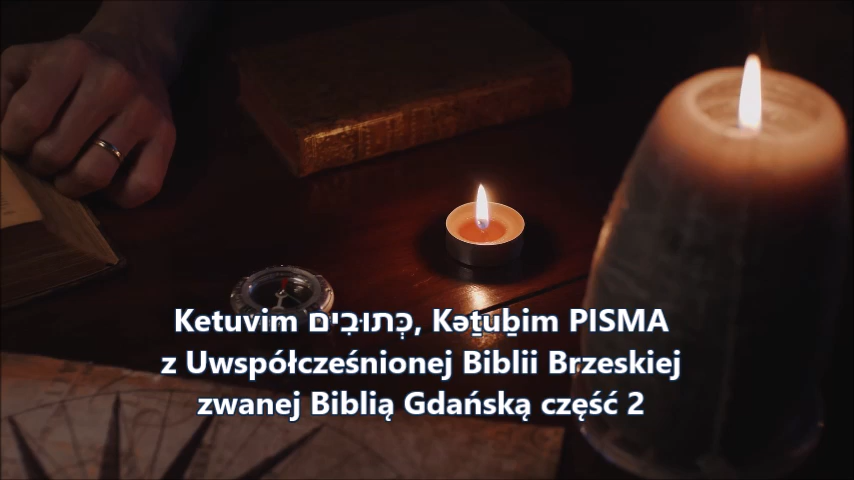 Ketuvim כְּתוּבִים, Kəṯuḇim PISMA
z Uwspółcześnionej Biblii Brzeskiej
zwanej Biblią Gdańską część 2